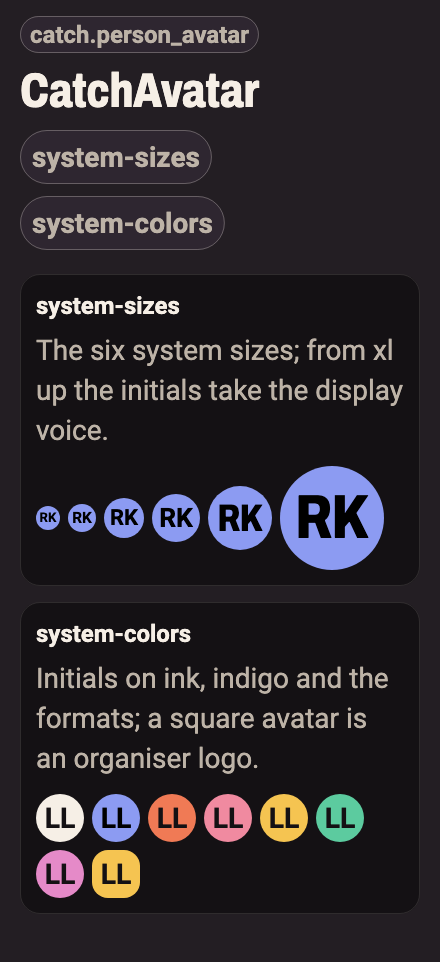 catch.person_avatar
CatchAvatar
system-sizes
system-colors
system-sizes
The six system sizes; from xl
up the initials take the display
voice.
RK RK RK RK RK RK
system-colors
Initials on ink, indigo and the
formats; a square avatar is
an organiser logo.
LL LL LL LL LL LL
LL LL